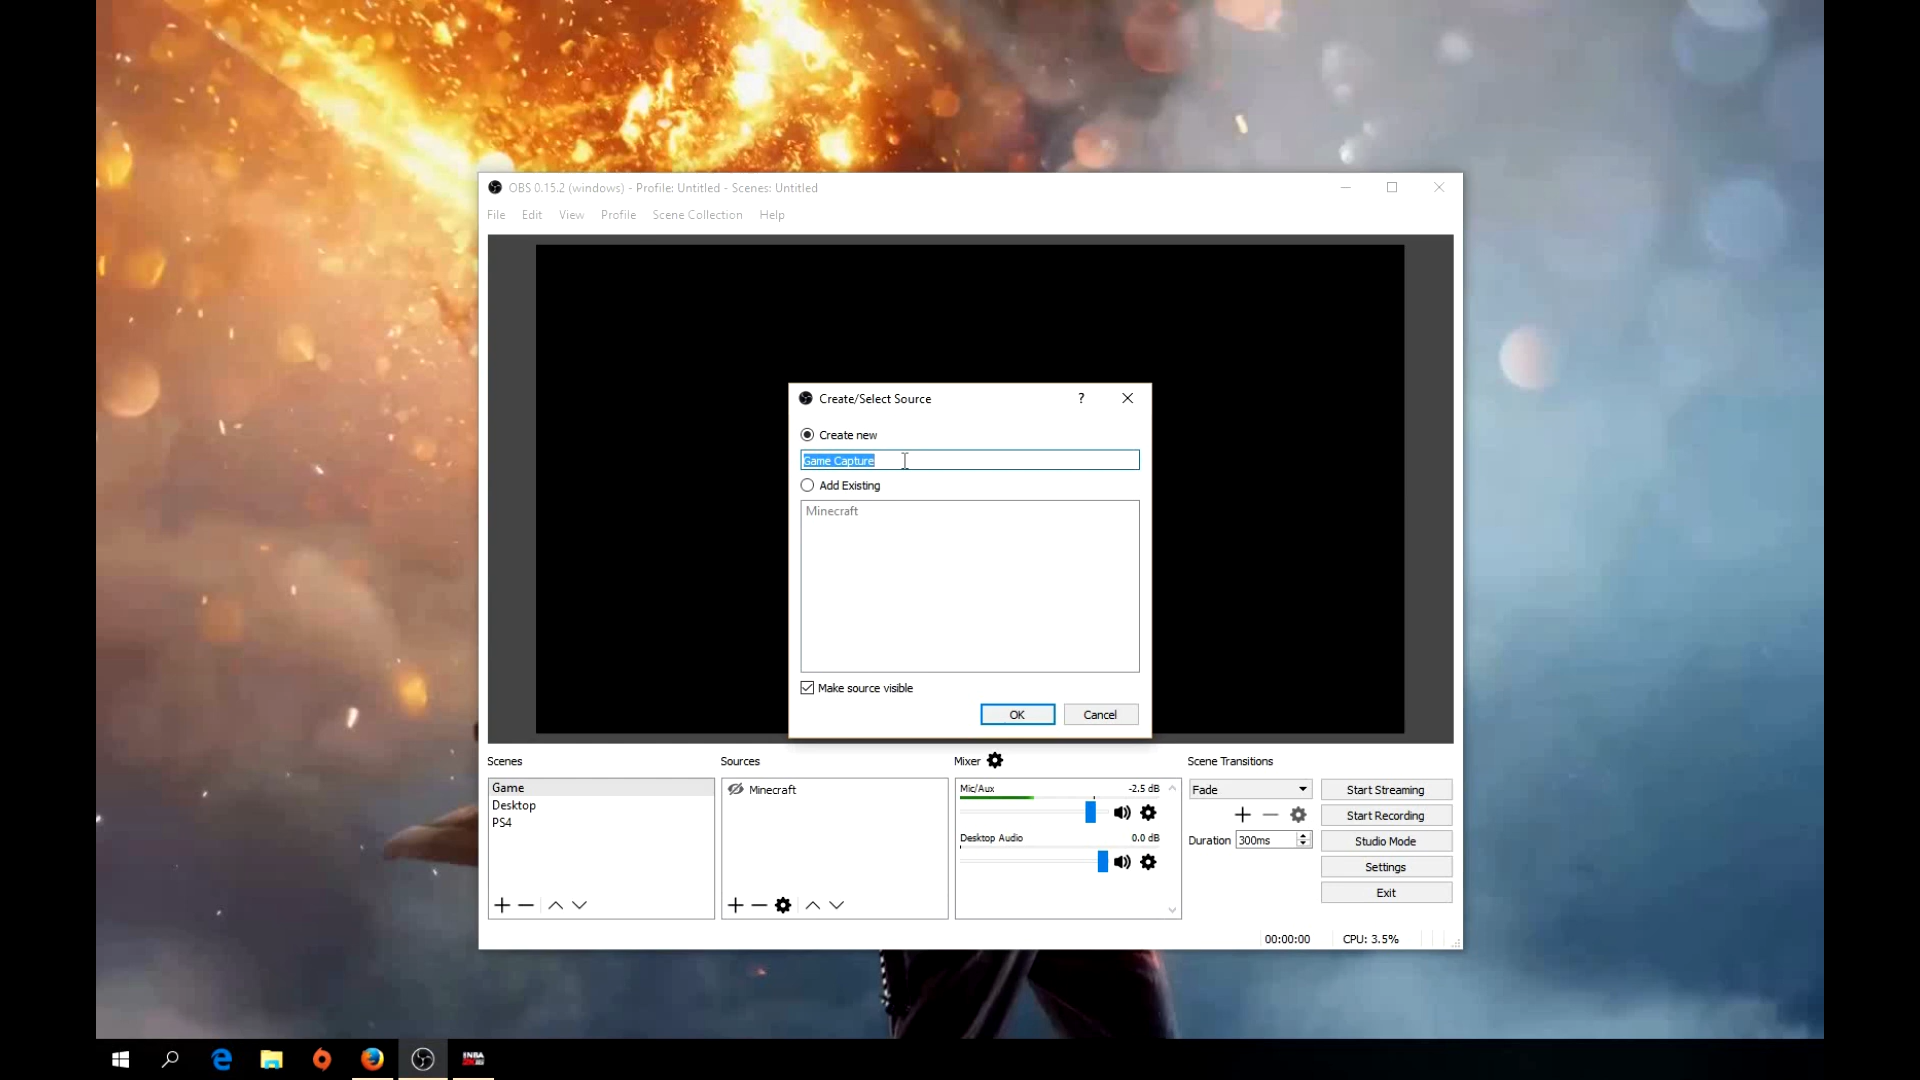 OBS 0.15.2 (windows) - Profile: Untitled - Scenes: Untitled
File Edit View Profile Scene Collection Help
Create/Select Source ?
Create new
Game Capture
Add Existing
Minecraft
Make source visible
OK Cancel
Scenes Sources Mixer Scene Transitions
Game
Desktop
PS4
Minecraft
Mic/Aux -2.5 dB
Desktop Audio 0.0 dB
Fade
Duration 300ms
Start Streaming
Start Recording
Studio Mode
Settings
Exit
00:00:00 CPU: 3.5%
NBA